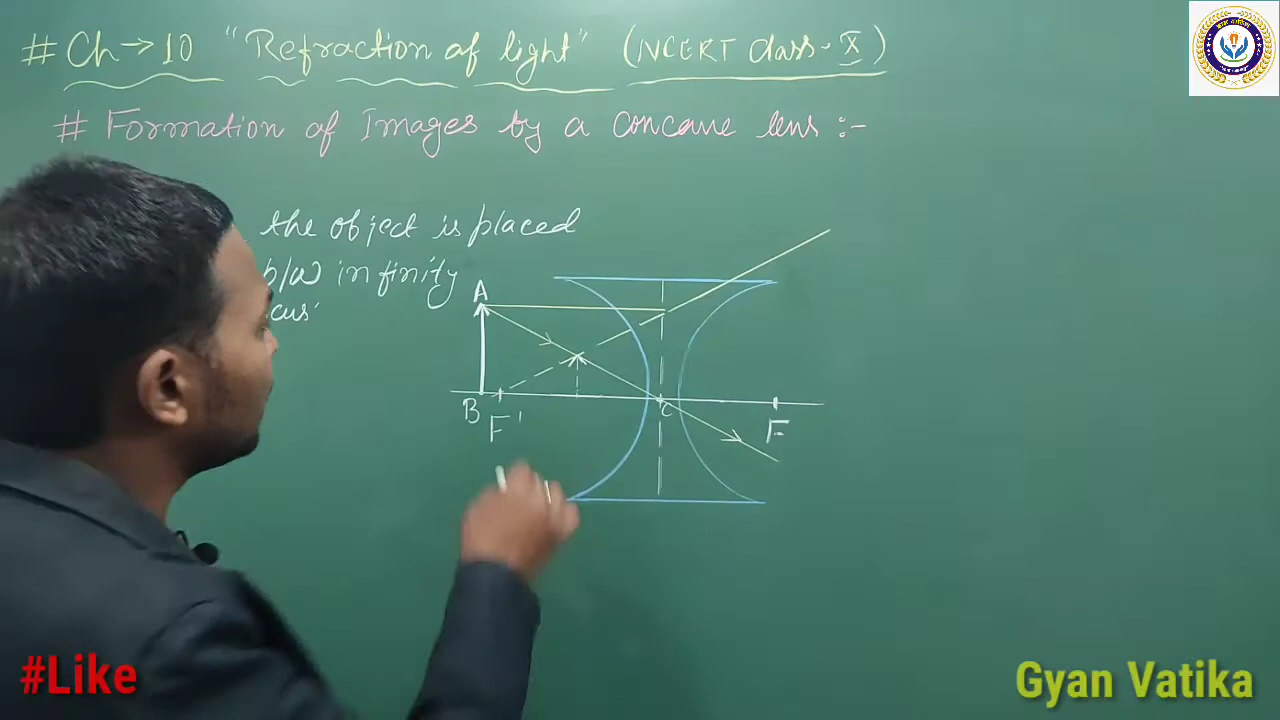 # Ch → 10 "Refraction of light" (NCERT Class - X)
# Formation of Images by a concave lens :-
the object is placed
b/w infinity
A
B
F'
C
F
#Like
Gyan Vatika